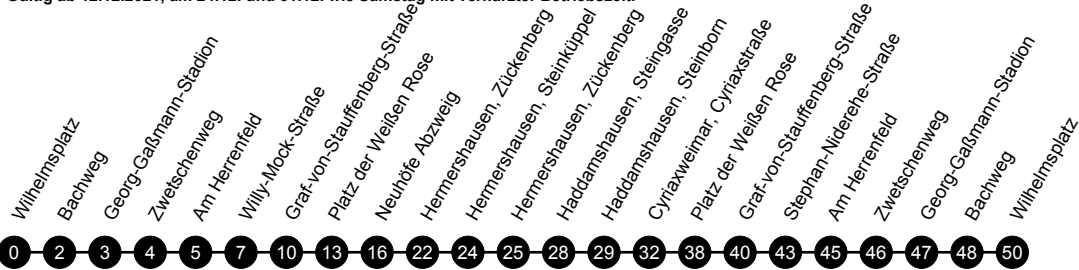 Wilhelmsplatz
Bachweg
Georg-Gaßmann-Stadion
Zwetschenweg
Am Herrenfeld
Willy-Mock-Straße
Graf-von-Stauffenberg-Straße
Platz der Weißen Rose
Neuhöfe Abzweig
Hermershausen, Zückenberg
Hermershausen, Steinküppel
Hermershausen, Zückenberg
Haddamshausen, Steingasse
Haddamshausen, Steinborn
Cyriaxweimar, Cyriaxstraße
Platz der Weißen Rose
Graf-von-Stauffenberg-Straße
Stephan-Niderehe-Straße
Am Herrenfeld
Zwetschenweg
Georg-Gaßmann-Stadion
Bachweg
Wilhelmsplatz
0 2 3 4 5 7 10 13 16 22 24 25 28 29 32 38 40 43 45 46 47 48 50